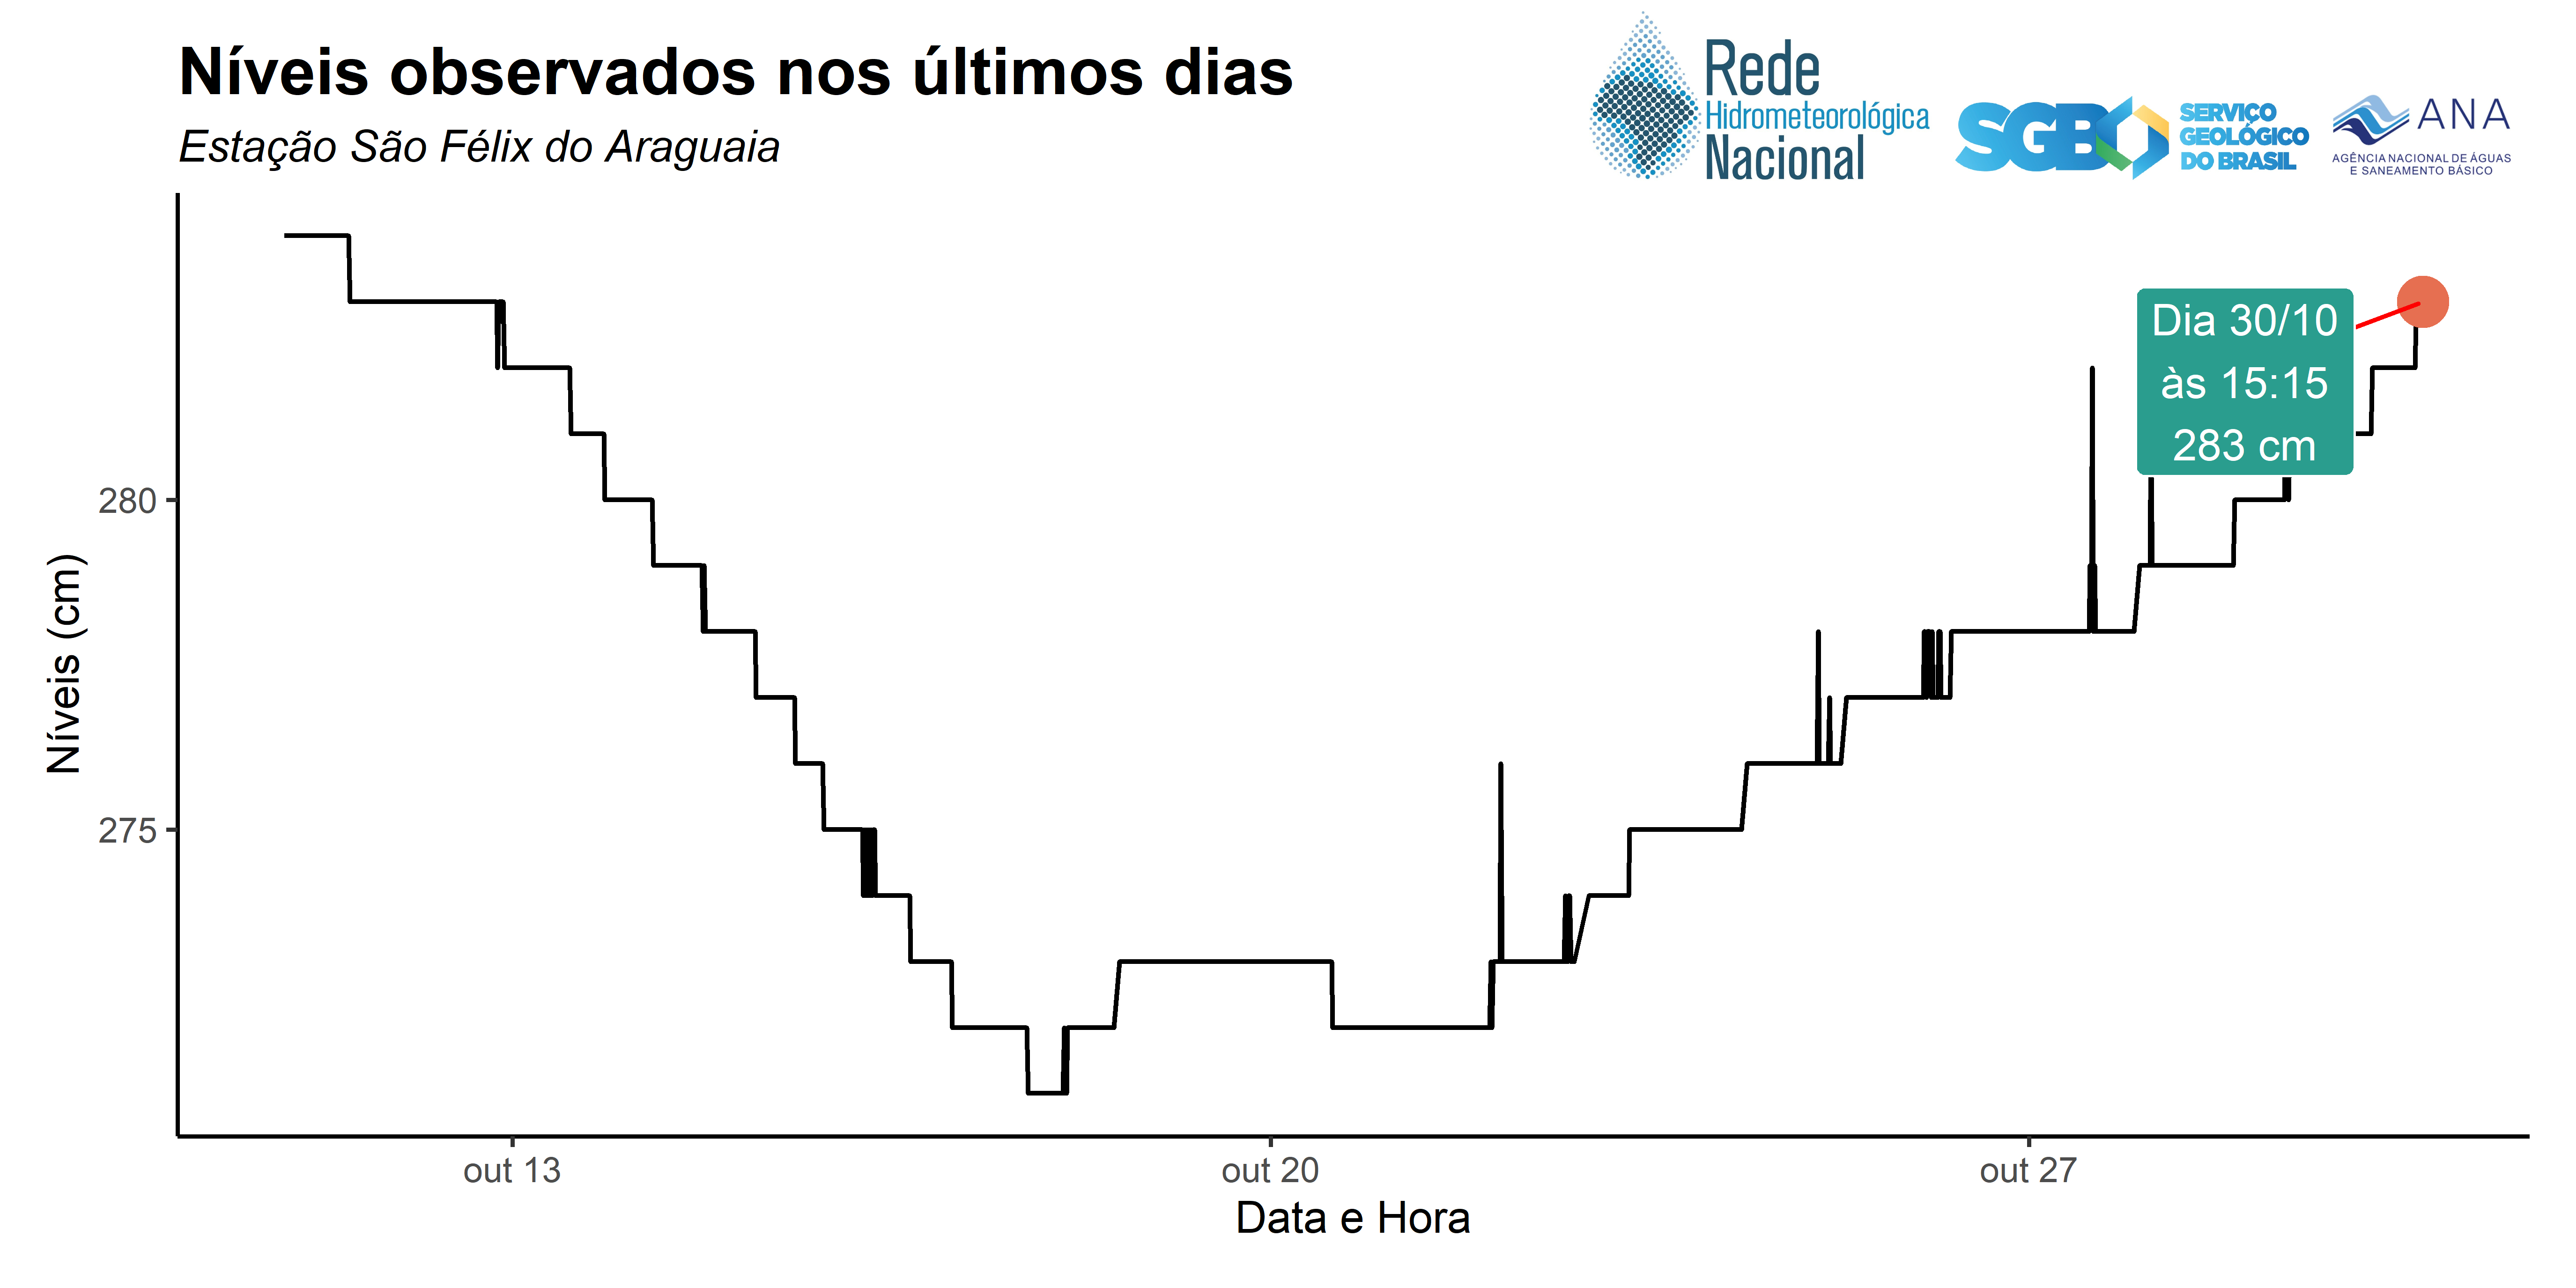 Níveis observados nos últimos dias
Estação São Félix do Araguaia
Rede
Hidrometeorológica
Nacional
SGB
SERVIÇO
GEOLÓGICO
DO BRASIL
ANA
AGÊNCIA NACIONAL DE ÁGUAS
E SANEAMENTO BÁSICO
Dia 30/10
às 15:15
283 cm
Níveis (cm)
280
275
out 13
out 20
out 27
Data e Hora